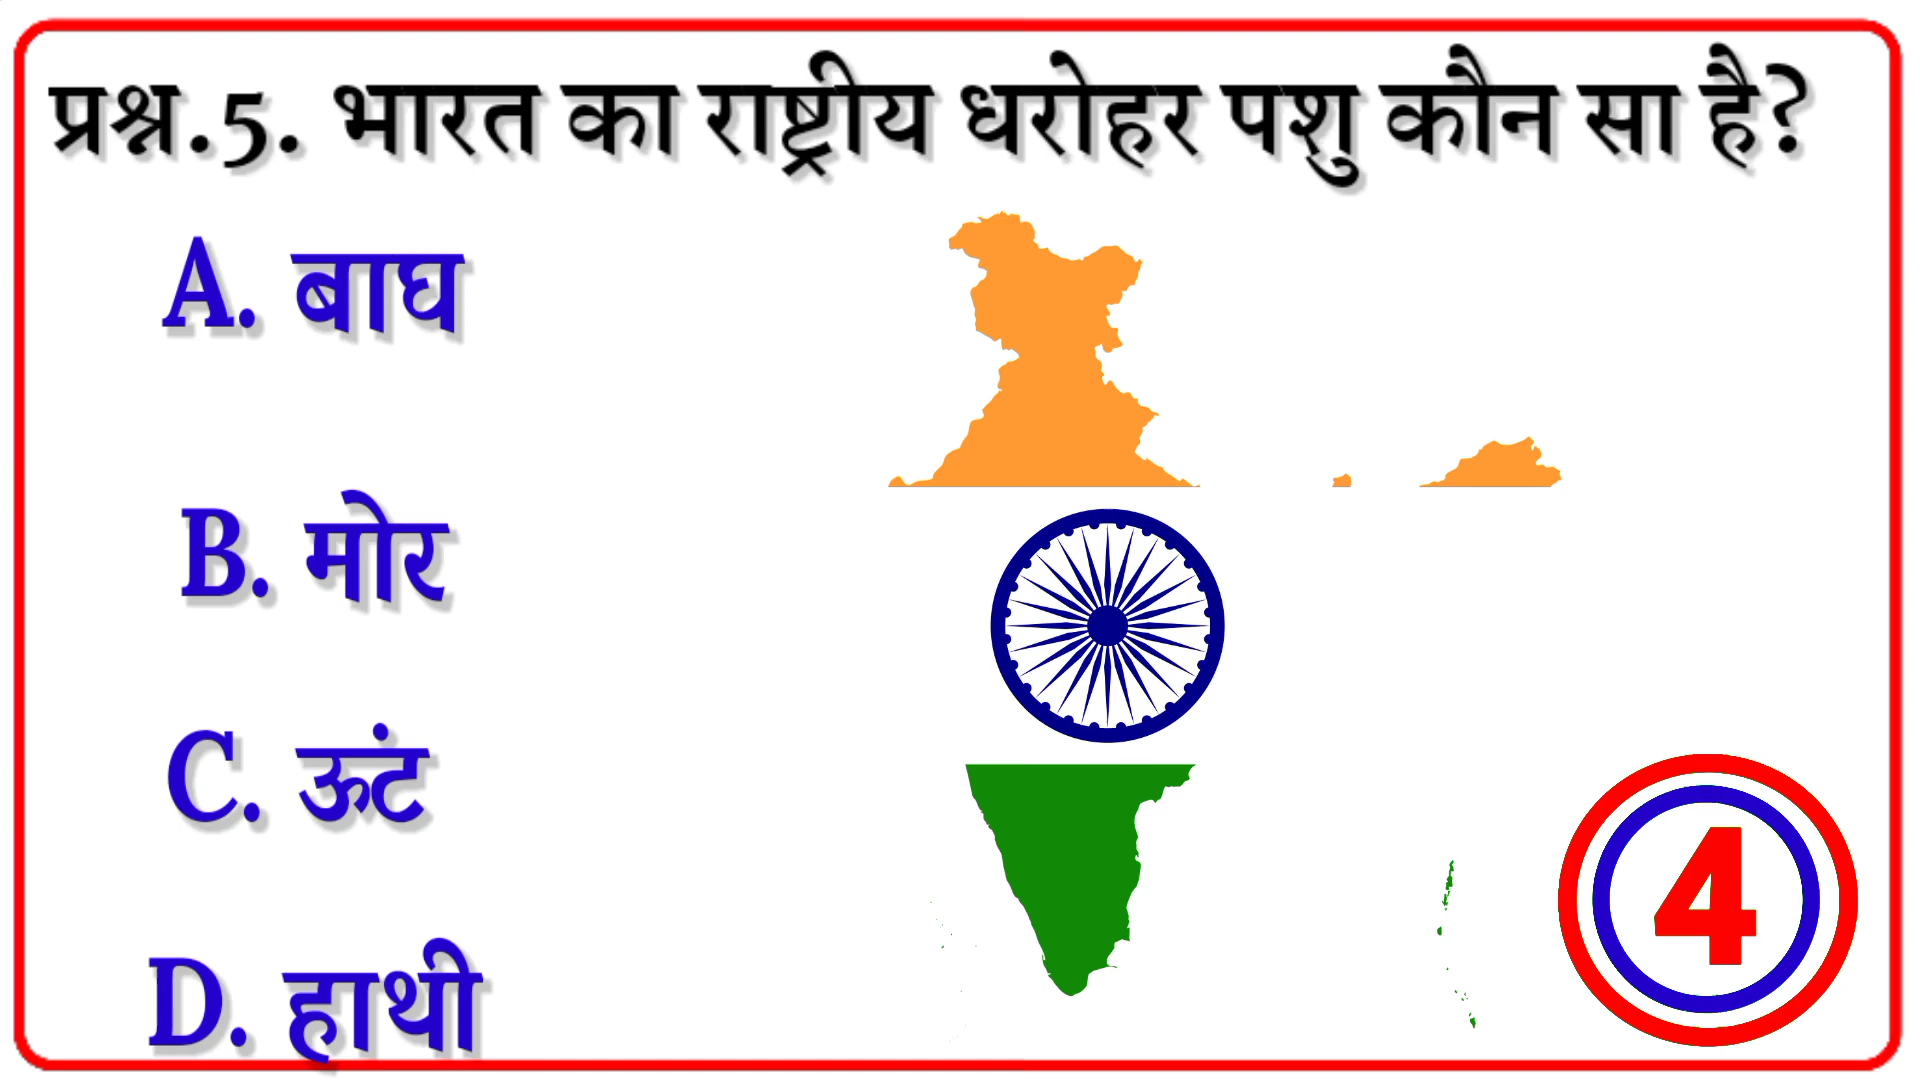 प्रश्न.5. भारत का राष्ट्रीय धरोहर पशु कौन सा है?
A. बाघ
B. मोर
C. ऊंट
D. हाथी
4